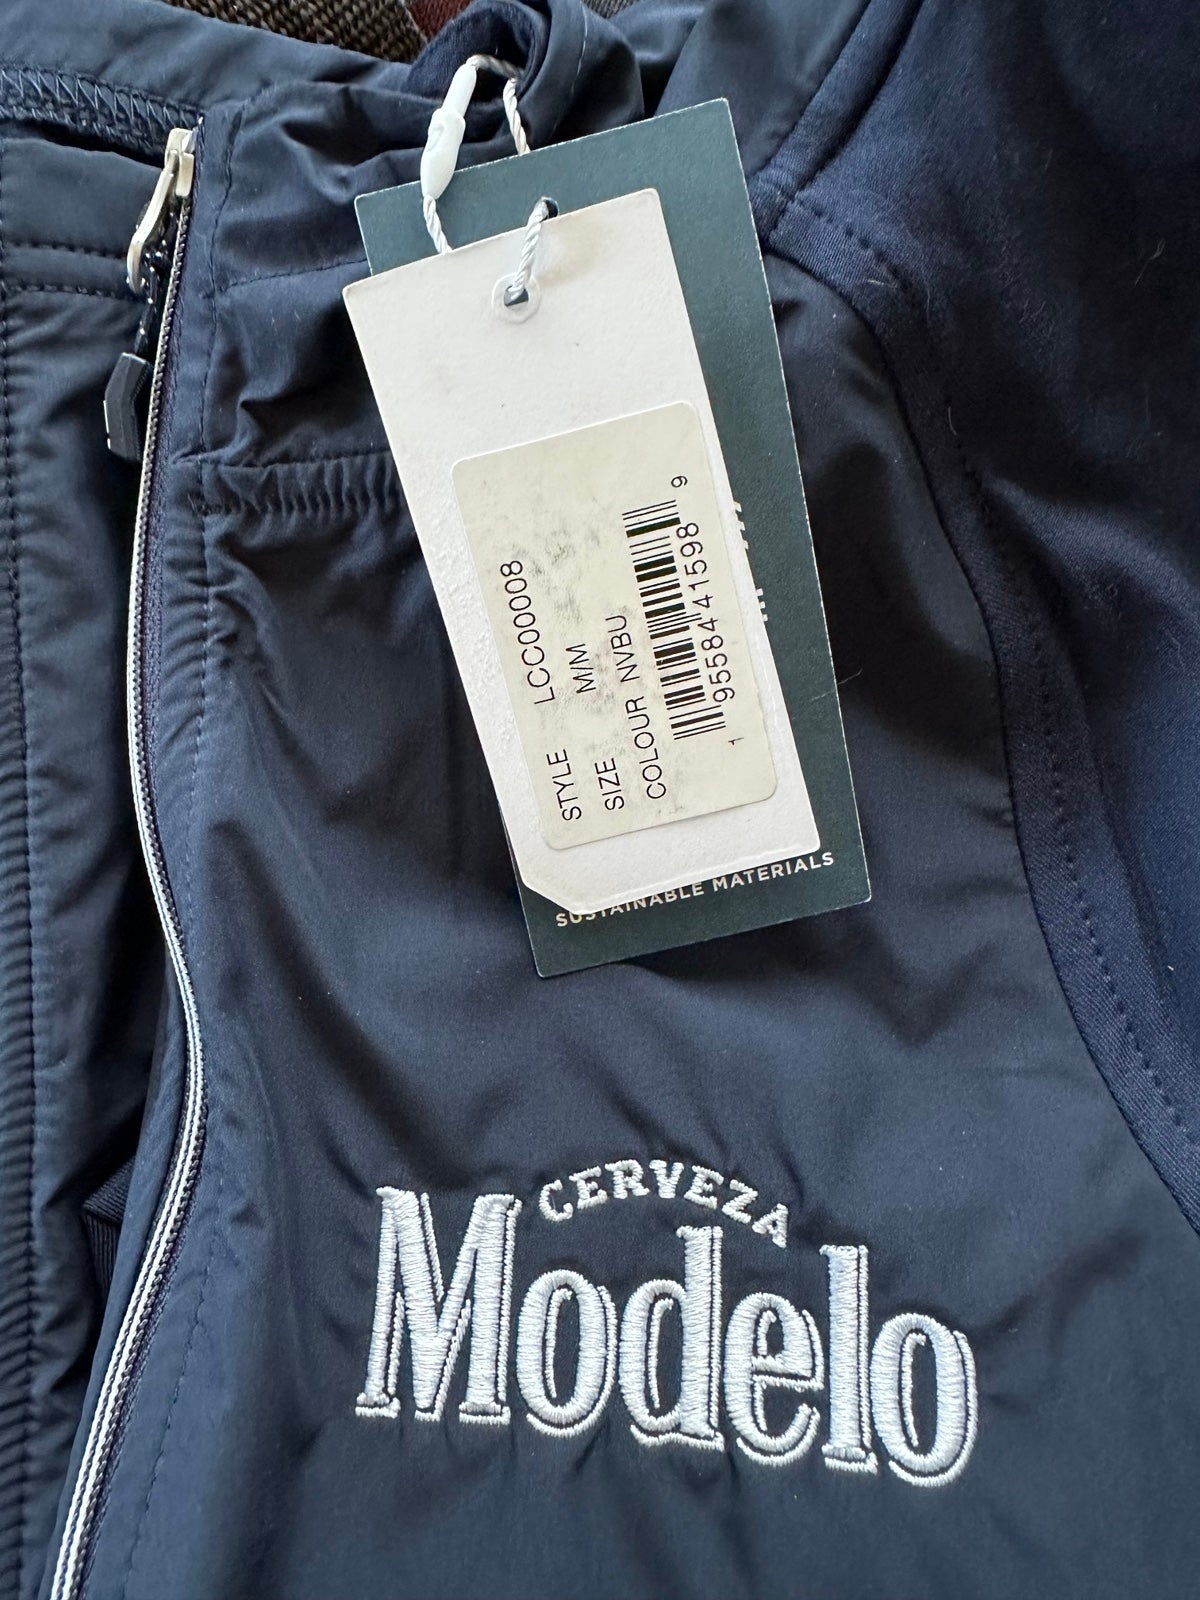 STYLE LCC00008
SIZE M/M
COLOUR NVBU
1 95584 41598 9
SUSTAINABLE MATERIALS
CERVEZA
Modelo